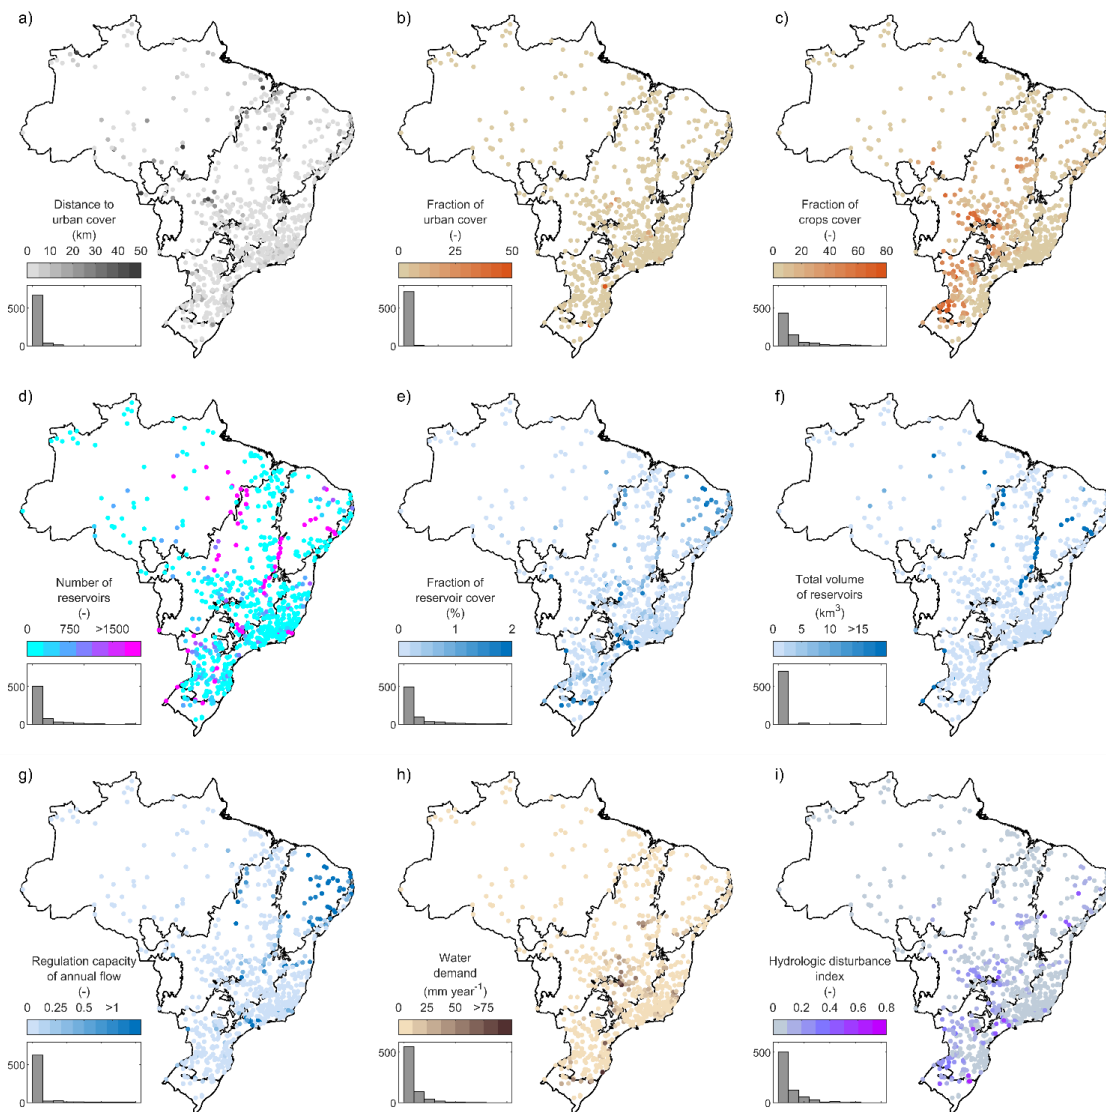 a)
Distance to
urban cover
(km)
0 10 20 30 40 50
500
0
b)
Fraction of
urban cover
(-)
0 25 50
500
0
c)
Fraction of
crops cover
(-)
0 20 40 60 80
500
0
d)
Number of
reservoirs
(-)
0 750 >1500
500
0
e)
Fraction of
reservoir cover
(%)
0 1 2
500
0
f)
Total volume
of reservoirs
(km³)
0 5 10 >15
500
0
g)
Regulation capacity
of annual flow
(-)
0 0.25 0.5 >1
500
0
h)
Water
demand
(mm year⁻¹)
0 25 50 >75
500
0
i)
Hydrologic disturbance
index
(-)
0 0.2 0.4 0.6 0.8
500
0